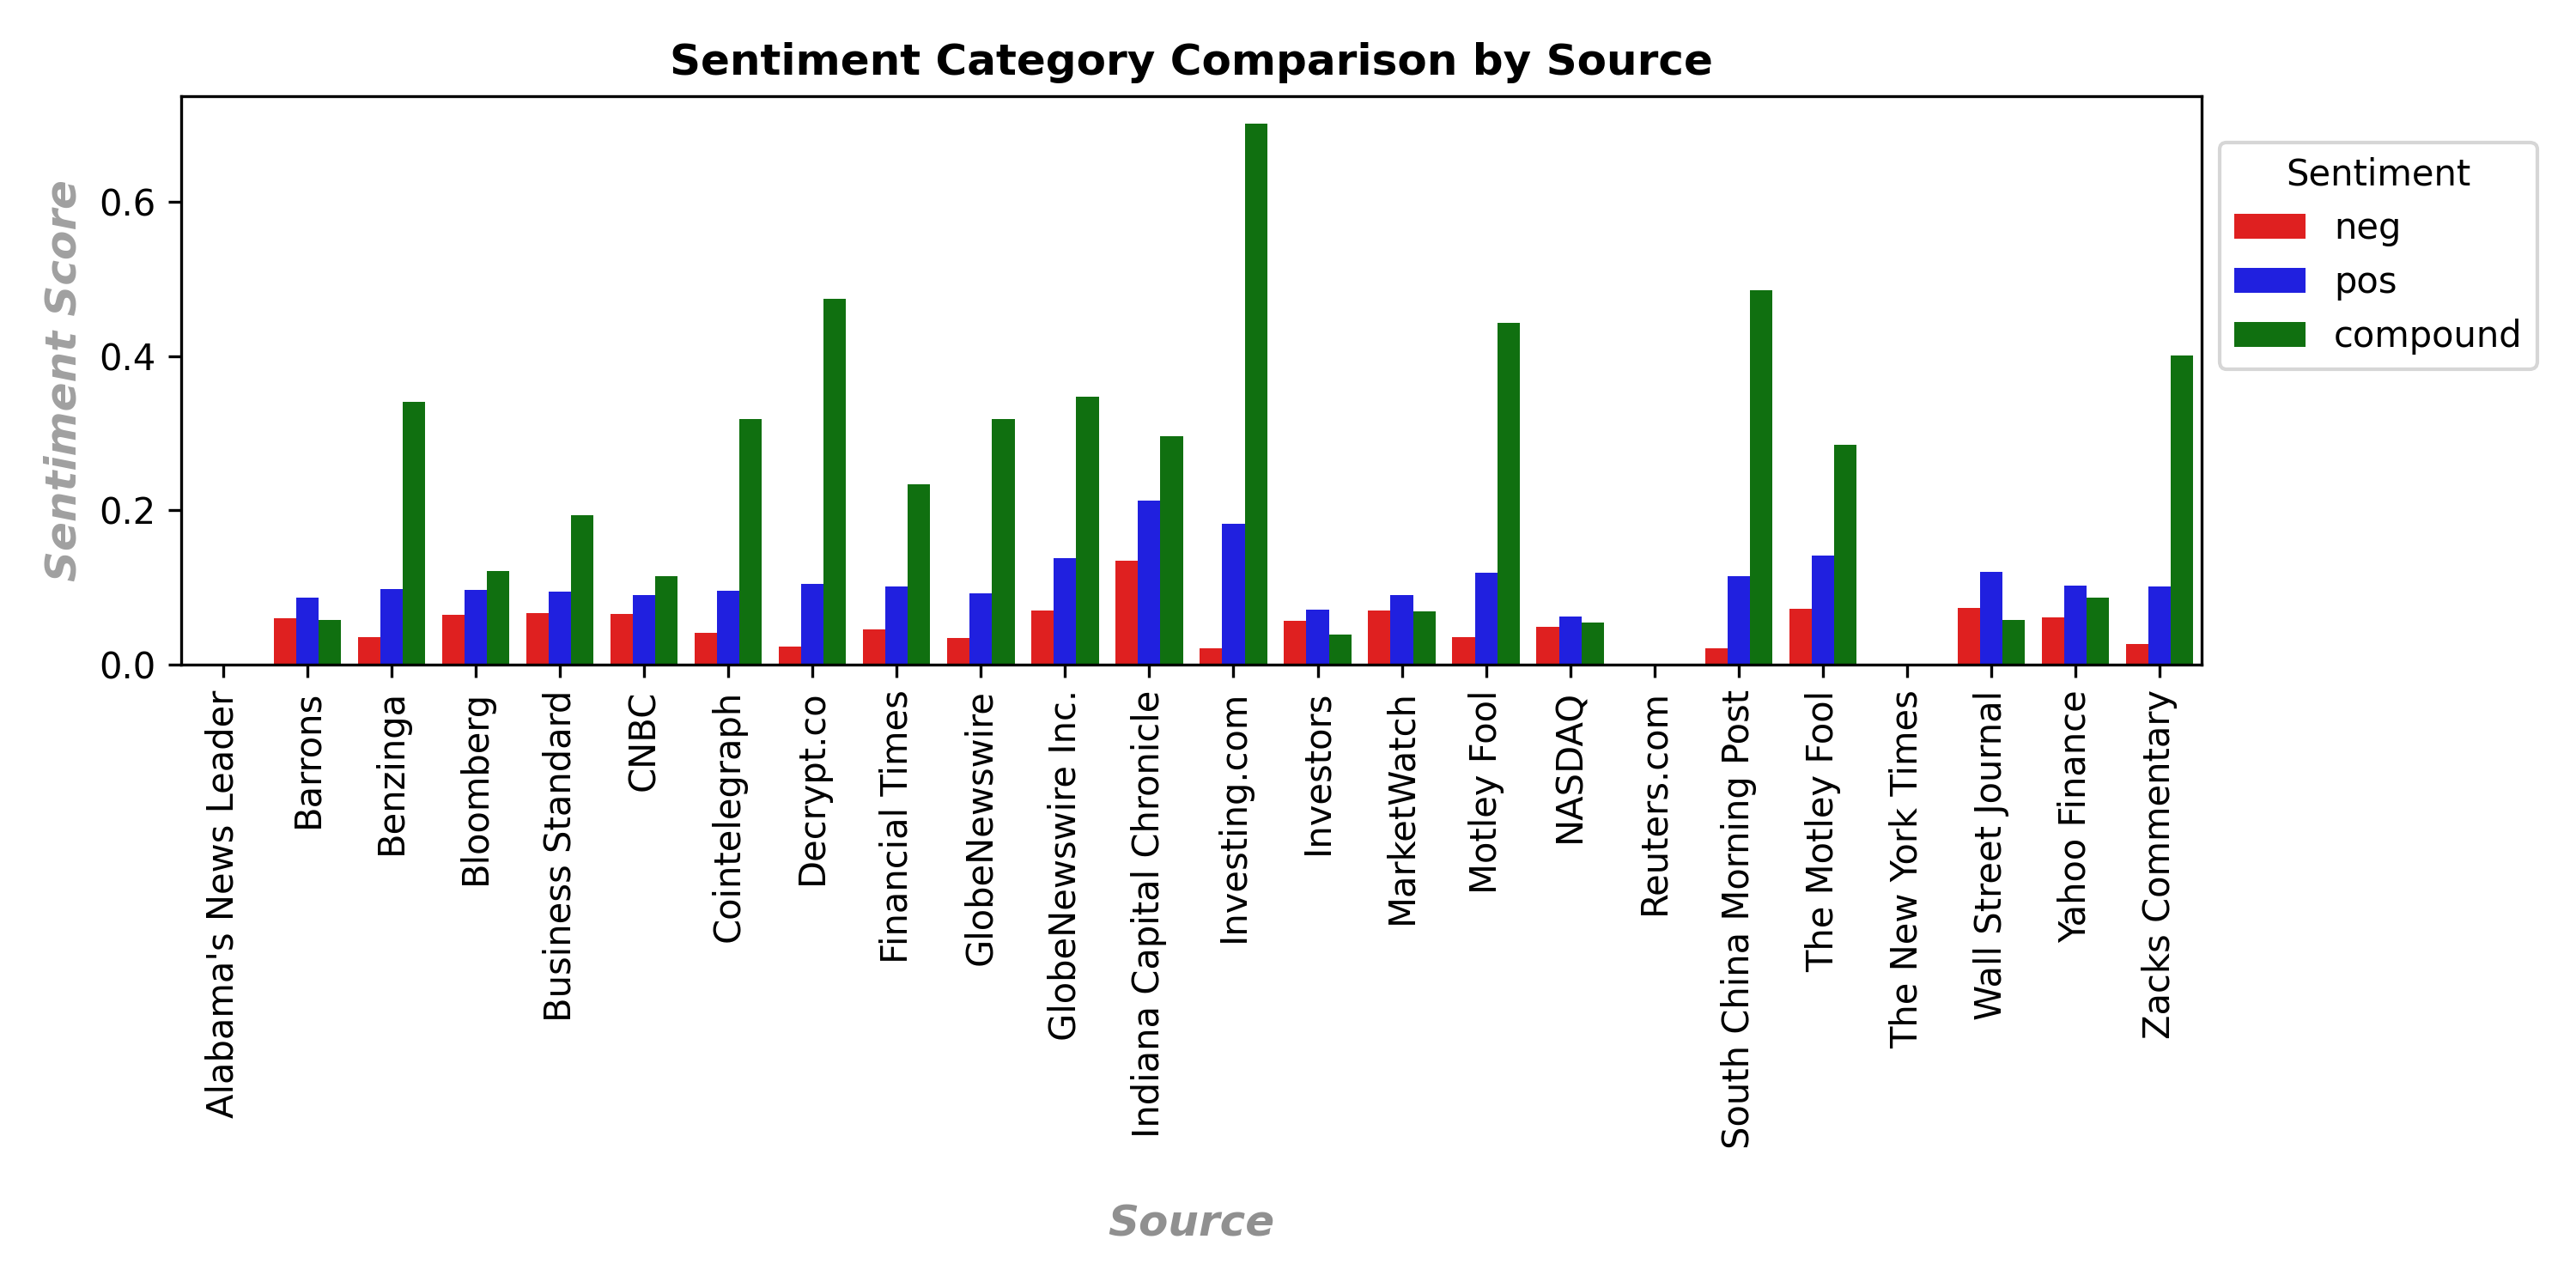 Sentiment Category Comparison by Source
Sentiment Score
0.6
0.4
0.2
0.0
Sentiment
neg
pos
compound
Alabama's News Leader
Barrons
Benzinga
Bloomberg
Business Standard
CNBC
Cointelegraph
Decrypt.co
Financial Times
GlobeNewswire
GlobeNewswire Inc.
Indiana Capital Chronicle
Investing.com
Investors
MarketWatch
Motley Fool
NASDAQ
Reuters.com
South China Morning Post
The Motley Fool
The New York Times
Wall Street Journal
Yahoo Finance
Zacks Commentary
Source